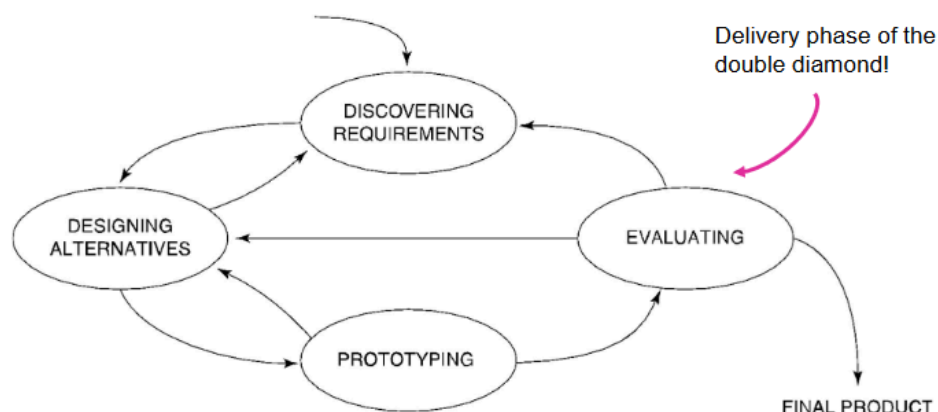 Delivery phase of the
double diamond!
DISCOVERING
REQUIREMENTS
DESIGNING
ALTERNATIVES
EVALUATING
PROTOTYPING
FINAL PRODUCT